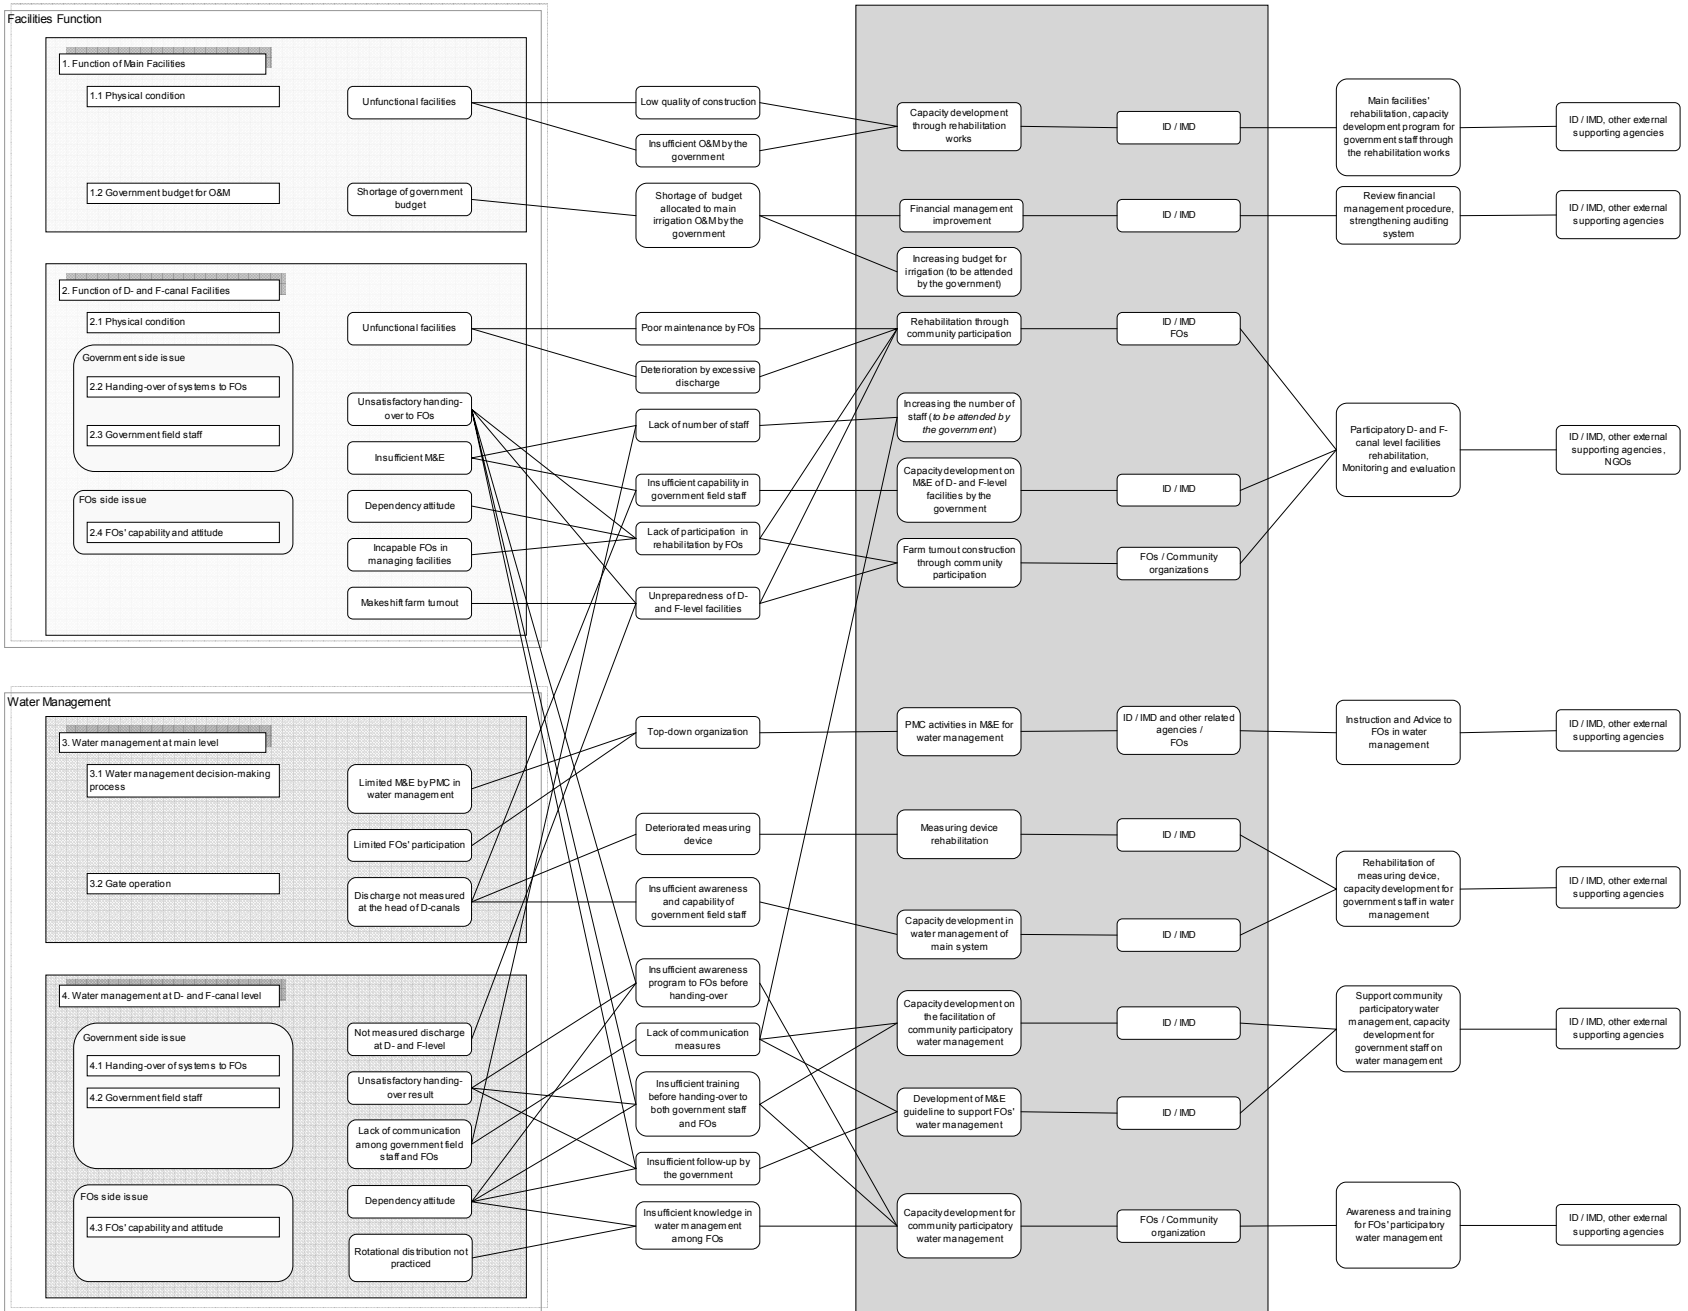 Facilities Function
1. Function of Main Facilities
1.1 Physical condition
Unfunctional facilities
Low quality of construction
Insufficient O&M by the
government
Capacity development
through rehabilitation
works
ID / IMD
Main facilities'
rehabilitation, capacity
development program for
government staff through
the rehabilitation works
ID / IMD, other external
supporting agencies
1.2 Government budget for O&M
Shortage of government
budget
Shortage of budget
allocated to main
irrigation O&M by the
government
Financial management
improvement
ID / IMD
Review financial
management procedure,
strengthening auditing
system
ID / IMD, other external
supporting agencies
Increasing budget for
irrigation (to be attended
by the government)
2. Function of D- and F-canal Facilities
2.1 Physical condition
Unfunctional facilities
Poor maintenance by FOs
Rehabilitation through
community participation
ID / IMD
FOs
Government side issue
2.2 Handing-over of systems to FOs
2.3 Government field staff
Deterioration by excessive
discharge
Unsatisfactory handing-
over to FOs
Lack of number of staff
Increasing the number of
staff (to be attended by
the government)
Participatory D- and F-
canal level facilities
rehabilitation,
Monitoring and evaluation
ID / IMD, other external
supporting agencies ,
NGOs
Insufficient M&E
Insufficient capability in
government field staff
Capacity development on
M&E of D- and F-level
facilities by the
government
ID / IMD
FOs side issue
2.4 FOs' capability and attitude
Dependency attitude
Lack of participation in
rehabilitation by FOs
Incapable FOs in
managing facilities
Farm turnout construction
through community
participation
FOs / Community
organizations
Makeshift farm turnout
Unpreparedness of D-
and F-level facilities
Water Management
3. Water management at main level
3.1 Water management decision-making
process
Limited M&E by PMC in
water management
Top-down organization
PMC activities in M&E for
water management
ID / IMD and other related
agencies /
FOs
Instruction and Advice to
FOs in water
management
ID / IMD, other external
supporting agencies
Limited FOs' participation
Deteriorated measuring
device
Measuring device
rehabilitation
ID / IMD
3.2 Gate operation
Discharge not measured
at the head of D-canals
Insufficient awareness
and capability of
government field staff
Capacity development in
water management of
main system
ID / IMD
Rehabilitation of
measuring device,
capacity development for
government staff in water
management
ID / IMD, other external
supporting agencies
4. Water management at D- and F-canal level
Government side issue
4.1 Handing-over of systems to FOs
4.2 Government field staff
Not measured discharge
at D- and F-level
Unsatisfactory handing-
over result
Lack of communication
among government field
staff and FOs
Insufficient awareness
program to FOs before
handing-over
Lack of communication
measures
Insufficient training
before handing-over to
both government staff
and FOs
Insufficient follow-up by
the government
Capacity development on
the facilitation of
community participatory
water management
ID / IMD
Development of M&E
guideline to support FOs'
water management
ID / IMD
Support community
participatory water
management, capacity
development for
government staff on
water management
ID / IMD, other external
supporting agencies
FOs side issue
4.3 FOs' capability and attitude
Dependency attitude
Rotational distribution not
practiced
Insufficient knowledge in
water management
among FOs
Capacity development for
community participatory
water management
FOs / Community
organization
Awareness and training
for FOs' participatory
water management
ID / IMD, other external
supporting agencies